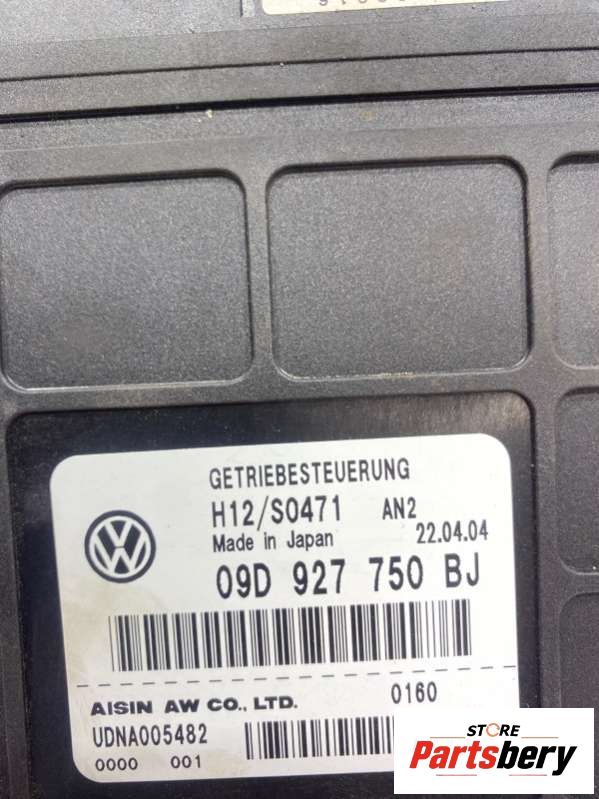 GETRIEBESTEUERUNG
H12/S0471 AN2
Made in Japan 22.04.04
09D 927 750 BJ
AISIN AW CO., LTD. 0160
UDNA005482
0000 001
STORE
Partsbery